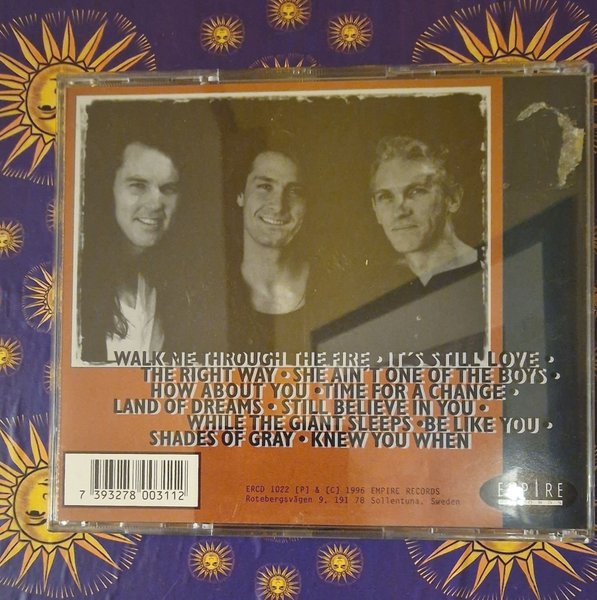 WALK ME THROUGH THE FIRE • IT'S STILL LOVE •
THE RIGHT WAY • SHE AIN'T ONE OF THE BOYS •
HOW ABOUT YOU • TIME FOR A CHANGE •
LAND OF DREAMS • STILL BELIEVE IN YOU •
WHILE THE GIANT SLEEPS • BE LIKE YOU •
SHADES OF GRAY • KNEW YOU WHEN
7 393278 003112
ERCD 1022 [P] & [C] 1996 EMPIRE RECORDS
Rotebergsvägen 9, 191 78 Sollentuna, Sweden
EMPIRE